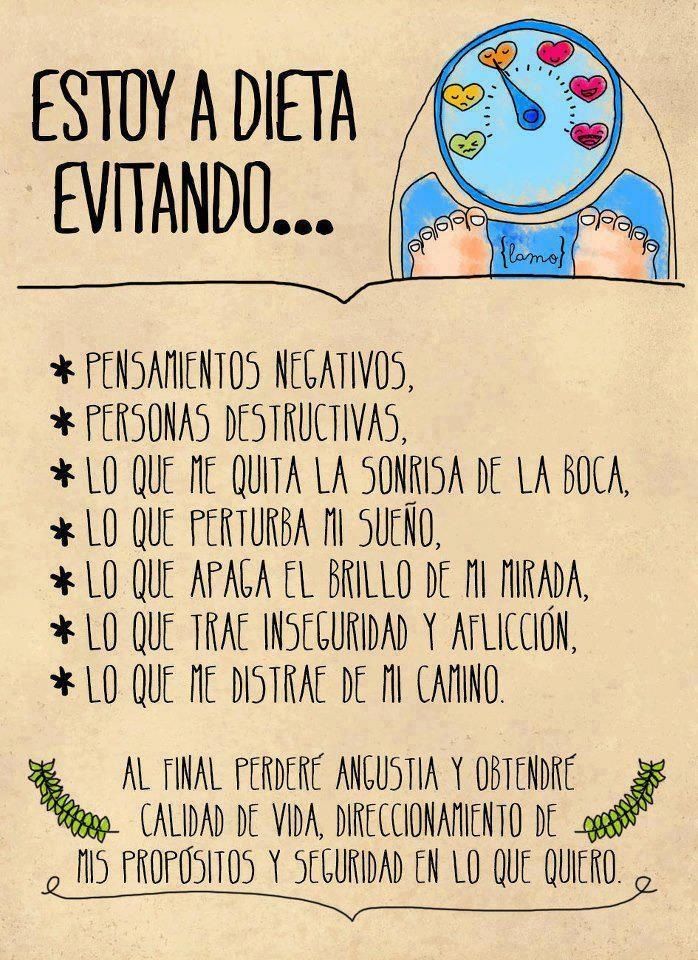 ESTOY A DIETA
EVITANDO...
{lamo}
* PENSAMIENTOS NEGATIVOS,
* PERSONAS DESTRUCTIVAS,
* LO QUE ME QUITA LA SONRISA DE LA BOCA,
* LO QUE PERTURBA MI SUEÑO,
* LO QUE APAGA EL BRILLO DE MI MIRADA,
* LO QUE TRAE INSEGURIDAD Y AFLICCIÓN,
* LO QUE ME DISTRAE DE MI CAMINO.
AL FINAL PERDERÉ ANGUSTIA Y OBTENDRÉ
CALIDAD DE VIDA, DIRECCIONAMIENTO DE
MIS PROPÓSITOS Y SEGURIDAD EN LO QUE QUIERO.